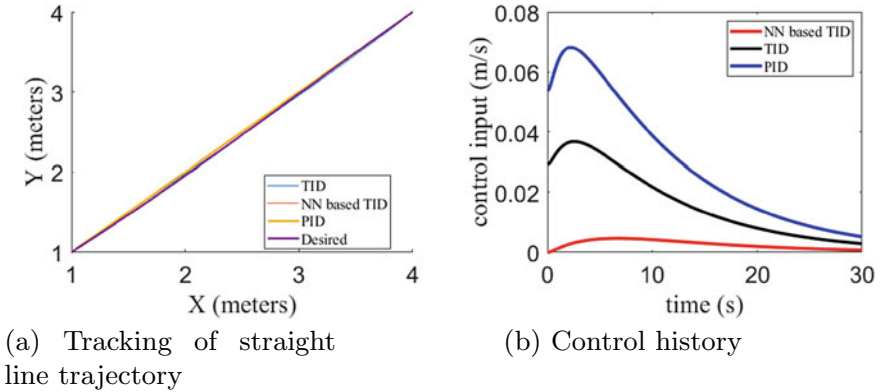 4
3
2
1
1
2
3
4
Y (meters)
X (meters)
TID
NN based TID
PID
Desired
0.08
0.06
0.04
0.02
0
0
10
20
30
control input (m/s)
time (s)
NN based TID
TID
PID
(a) Tracking of straight
line trajectory
(b) Control history